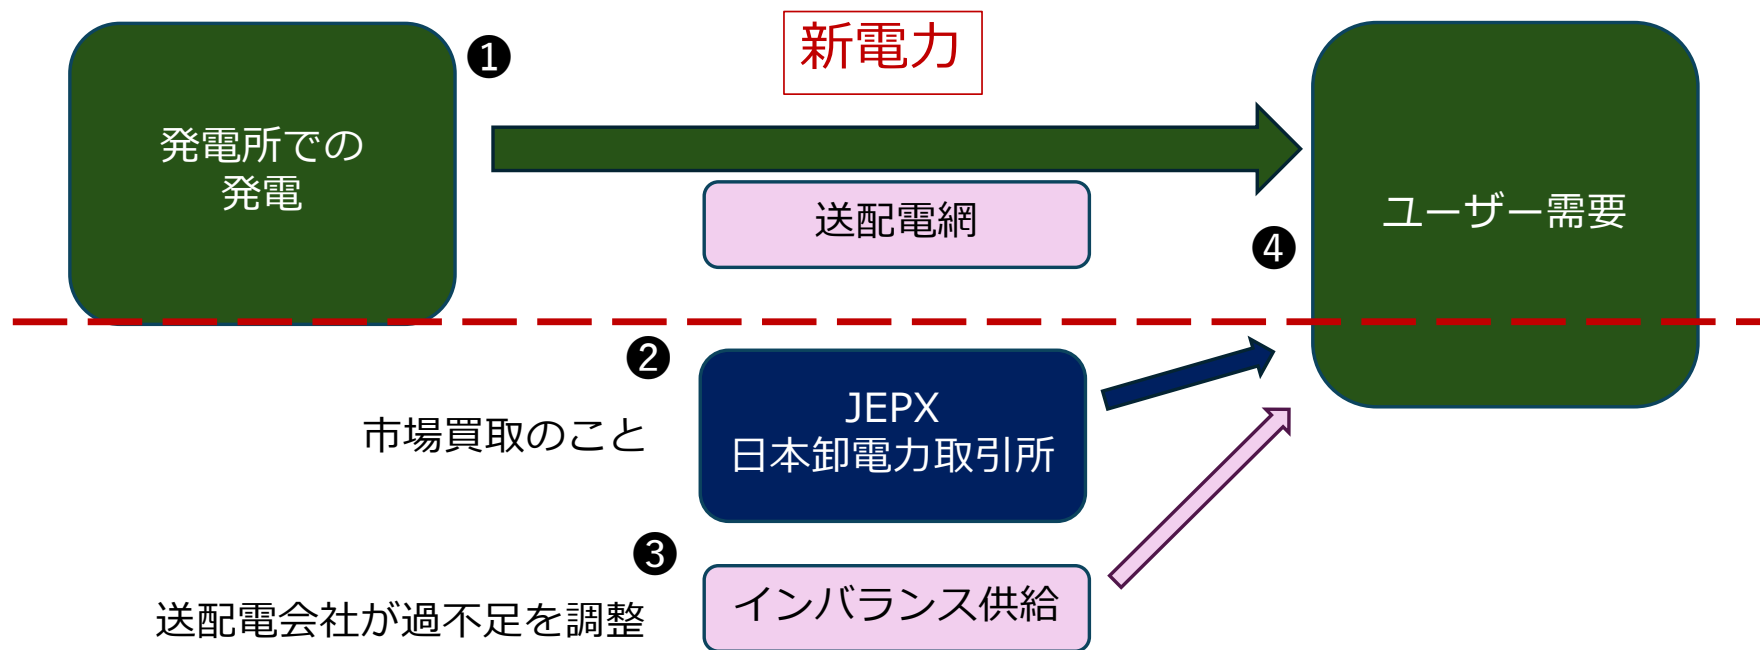 ❶
新電力
発電所での
発電
送配電網
❹
ユーザー需要
❷
市場買取のこと
JEPX
日本卸電力取引所
❸
送配電会社が過不足を調整
インバランス供給